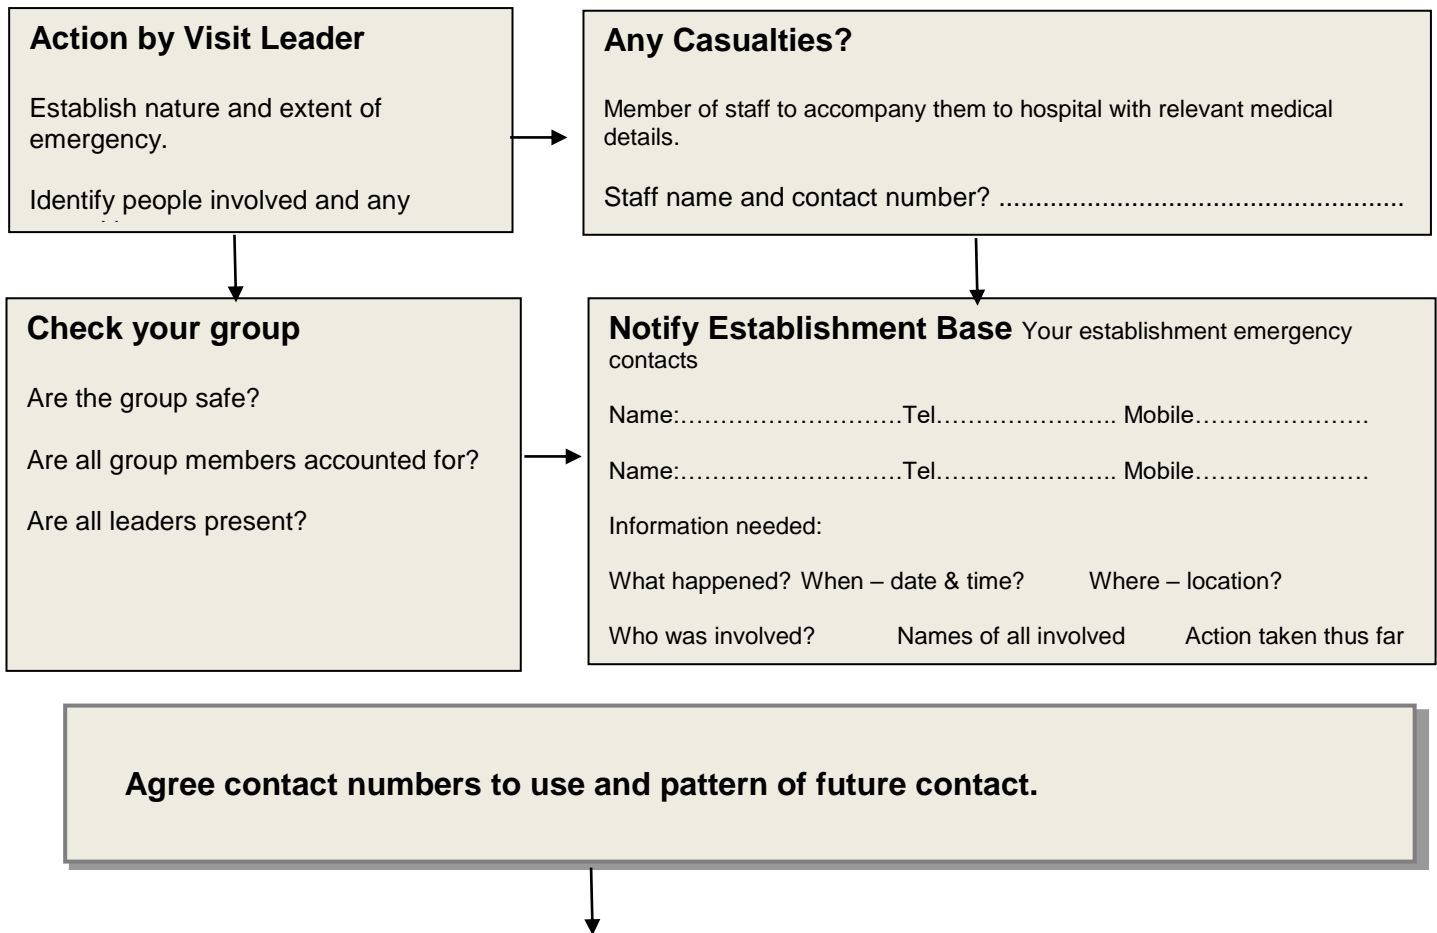 Action by Visit Leader
Establish nature and extent of
emergency.
Identify people involved and any
Any Casualties?
Member of staff to accompany them to hospital with relevant medical
details.
Staff name and contact number? ........................................................
Check your group
Are the group safe?
Are all group members accounted for?
Are all leaders present?
Notify Establishment Base Your establishment emergency
contacts
Name:……………………….Tel………………….. Mobile………………….
Name:……………………….Tel………………….. Mobile………………….
Information needed:
What happened? When – date & time? Where – location?
Who was involved? Names of all involved Action taken thus far
Agree contact numbers to use and pattern of future contact.